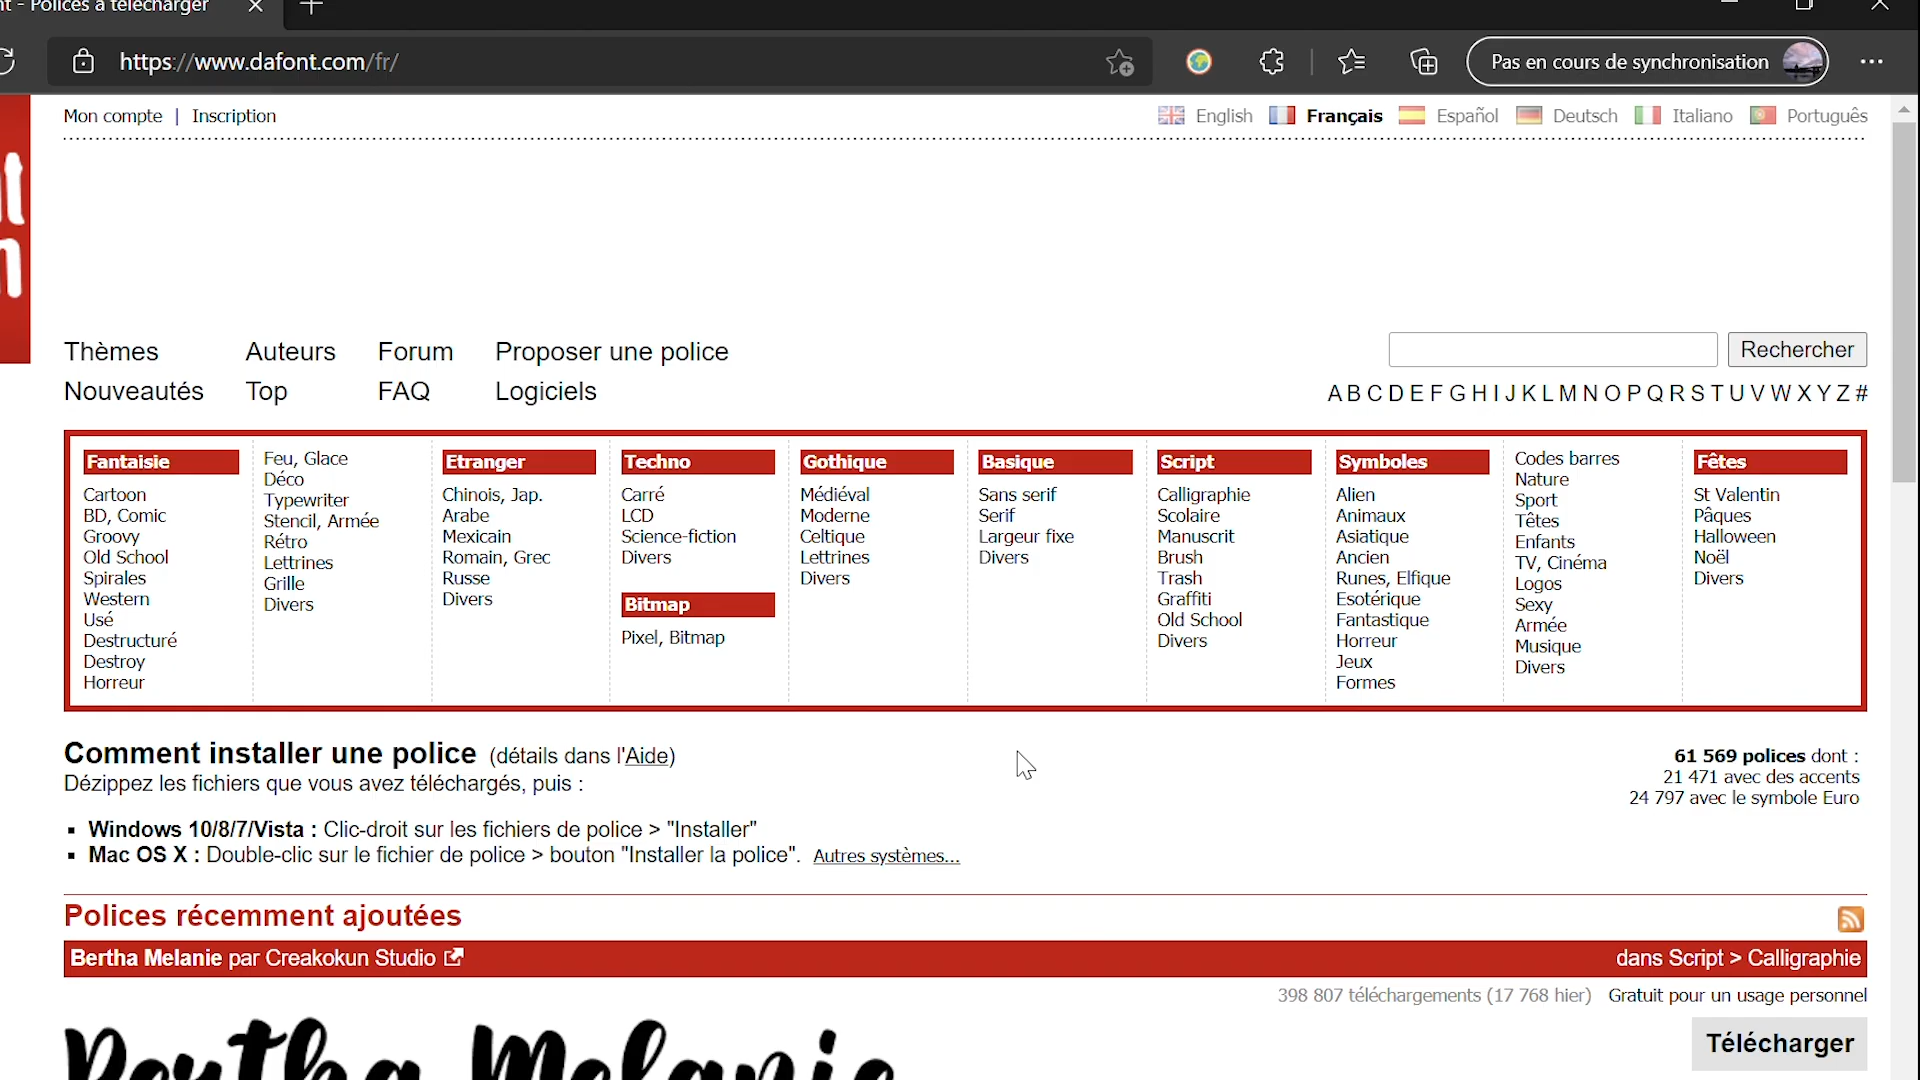 nt - Polices à télécharger
https://www.dafont.com/fr/
Pas en cours de synchronisation
Mon compte | Inscription
English Français Español Deutsch Italiano Português
Thèmes Auteurs Forum Proposer une police
Rechercher
Nouveautés Top FAQ Logiciels
A B C D E F G H I J K L M N O P Q R S T U V W X Y Z #
Fantaisie
Cartoon
BD, Comic
Groovy
Old School
Spirales
Western
Usé
Destructuré
Destroy
Horreur
Feu, Glace
Déco
Typewriter
Stencil, Armée
Rétro
Lettrines
Grille
Divers
Etranger
Chinois, Jap.
Arabe
Mexicain
Romain, Grec
Russe
Divers
Techno
Carré
LCD
Science-fiction
Divers
Bitmap
Pixel, Bitmap
Gothique
Médiéval
Moderne
Celtique
Lettrines
Divers
Basique
Sans serif
Serif
Largeur fixe
Divers
Script
Calligraphie
Scolaire
Manuscrit
Brush
Trash
Graffiti
Old School
Divers
Symboles
Alien
Animaux
Asiatique
Ancien
Runes, Elfique
Esotérique
Fantastique
Horreur
Jeux
Formes
Codes barres
Nature
Sport
Têtes
Enfants
TV, Cinéma
Logos
Sexy
Armée
Musique
Divers
Fêtes
St Valentin
Pâques
Halloween
Noël
Divers
Comment installer une police (détails dans l'Aide)
Dézippez les fichiers que vous avez téléchargés, puis :
▪ Windows 10/8/7/Vista : Clic-droit sur les fichiers de police > "Installer"
▪ Mac OS X : Double-clic sur le fichier de police > bouton "Installer la police". Autres systèmes...
61 569 polices dont :
21 471 avec des accents
24 797 avec le symbole Euro
Polices récemment ajoutées
Bertha Melanie par Creakokun Studio
dans Script > Calligraphie
398 807 téléchargements (17 768 hier) Gratuit pour un usage personnel
Bertha Melanie
Télécharger